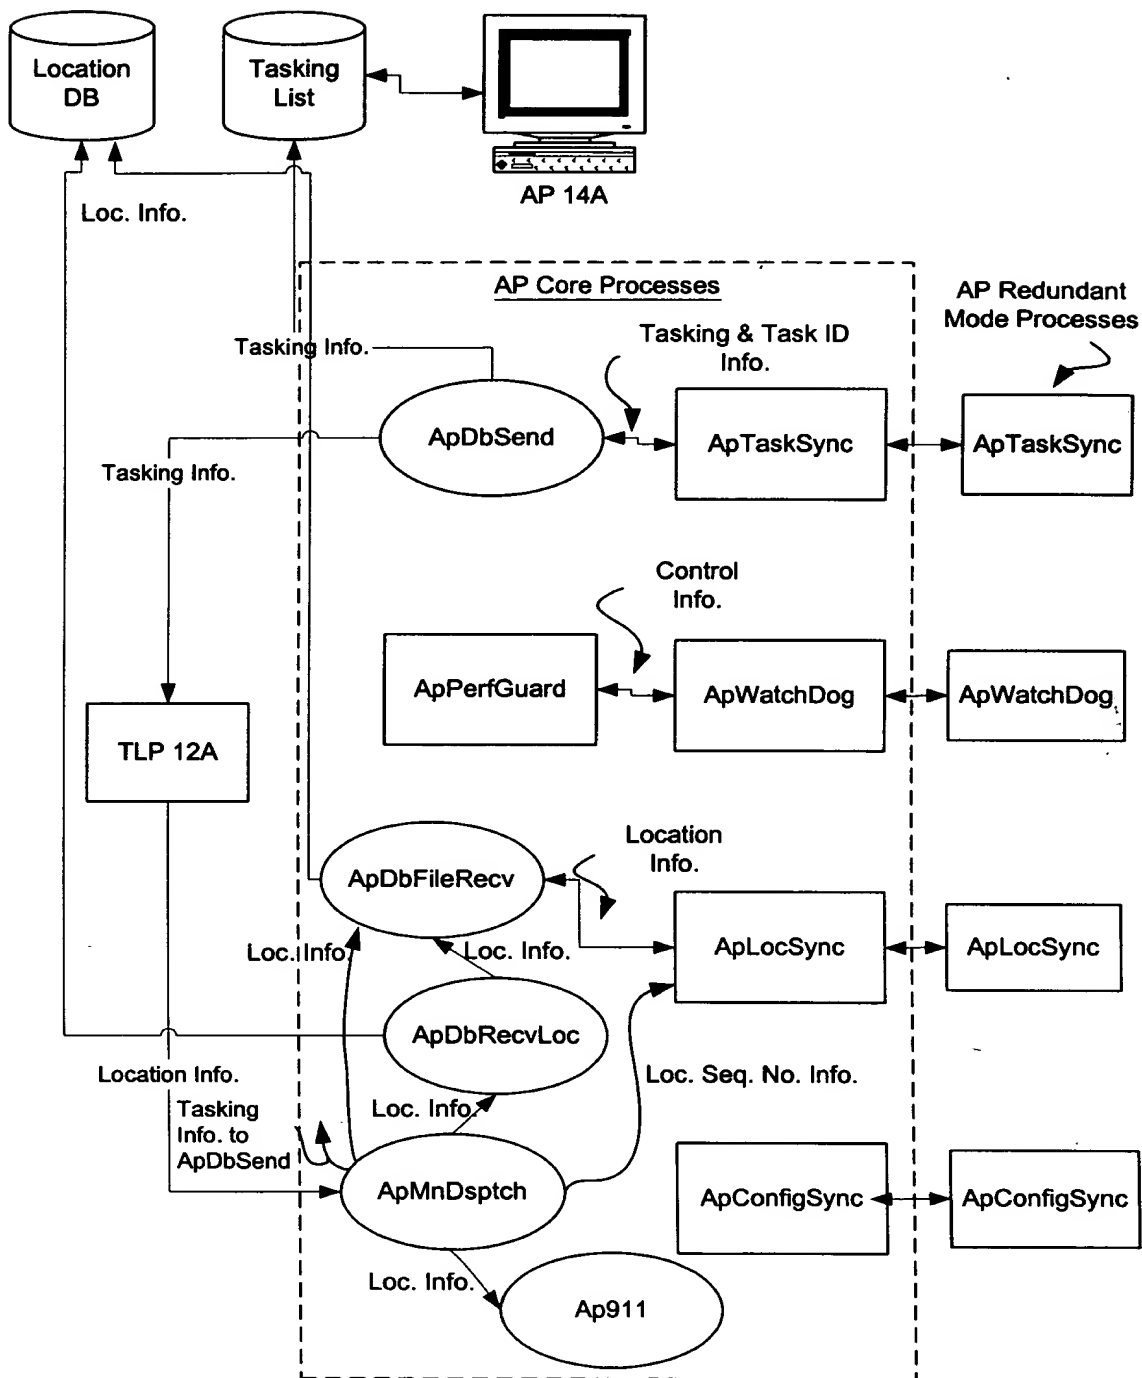 Location
DB
Tasking
List
AP 14A
Loc. Info.
AP Core Processes
AP Redundant
Mode Processes
Tasking Info.
Tasking & Task ID
Info.
ApDbSend
ApTaskSync
ApTaskSync
Tasking Info.
Control
Info.
ApPerfGuard
ApWatchDog
ApWatchDog
TLP 12A
Location
Info.
ApDbFileRecv
Loc. Info.
Loc. Info.
ApLocSync
ApLocSync
ApDbRecvLoc
Location Info.
Loc. Seq. No. Info.
Tasking
Info. to
ApDbSend
Loc. Info.
ApMnDsptch
ApConfigSync
ApConfigSync
Loc. Info.
Ap911